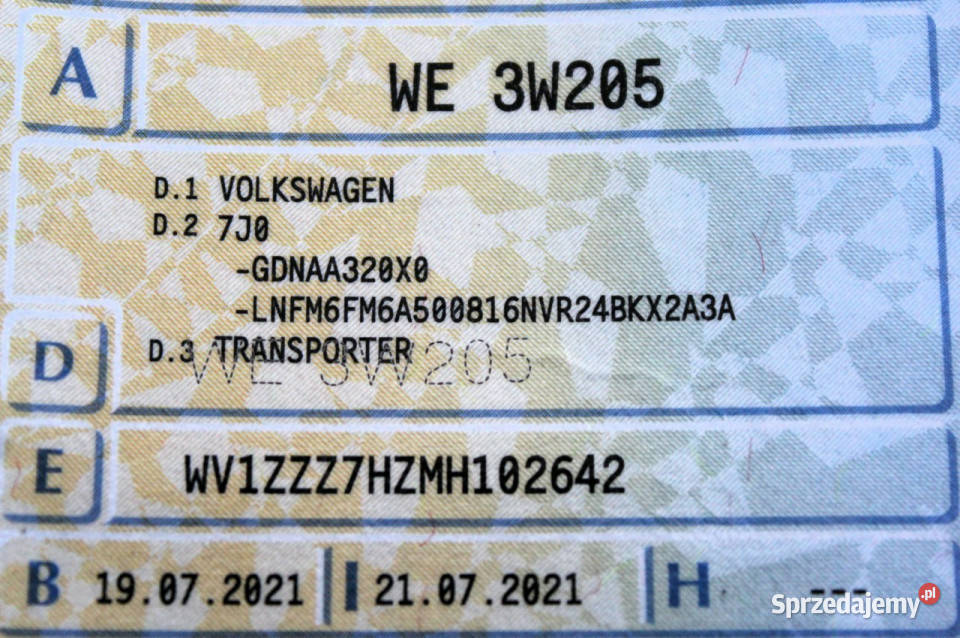 A WE 3W205
D.1 VOLKSWAGEN
D.2 7J0
-GDNAA320X0
-LNFM6FM6A500816NVR24BKX2A3A
D D.3 TRANSPORTER
WE 3W205
E WV1ZZZ7HZMH102642
B 19.07.2021 I 21.07.2021 H ---
Sprzedajemy.pl